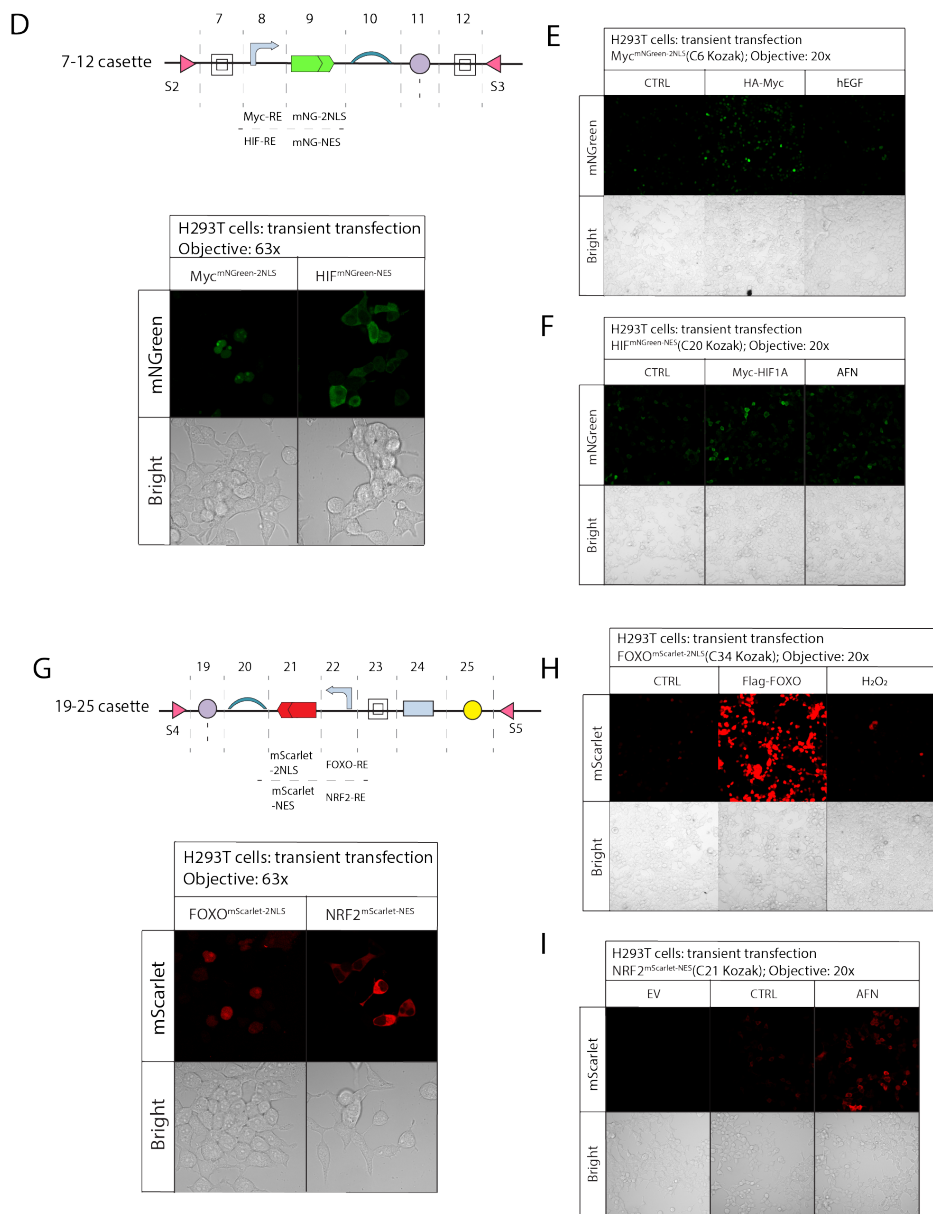 D
7 8 9 10 11 12
7-12 casette
S2 S3
Myc-RE mNG-2NLS
HIF-RE mNG-NES
H293T cells: transient transfection
Objective: 63x
Myc^mNGreen-2NLS HIF^mNGreen-NES
mNGreen
Bright
E
H293T cells: transient transfection
Myc^mNGreen-2NLS(C6 Kozak); Objective: 20x
CTRL HA-Myc hEGF
mNGreen
Bright
F
H293T cells: transient transfection
HIF^mNGreen-NES(C20 Kozak); Objective: 20x
CTRL Myc-HIF1A AFN
mNGreen
Bright
G
19 20 21 22 23 24 25
19-25 casette
S4 S5
mScarlet
-2NLS FOXO-RE
mScarlet
-NES NRF2-RE
H293T cells: transient transfection
Objective: 63x
FOXO^mScarlet-2NLS NRF2^mScarlet-NES
mScarlet
Bright
H
H293T cells: transient transfection
FOXO^mScarlet-2NLS(C34 Kozak); Objective: 20x
CTRL Flag-FOXO H₂O₂
mScarlet
Bright
I
H293T cells: transient transfection
NRF2^mScarlet-NES(C21 Kozak); Objective: 20x
EV CTRL AFN
mScarlet
Bright